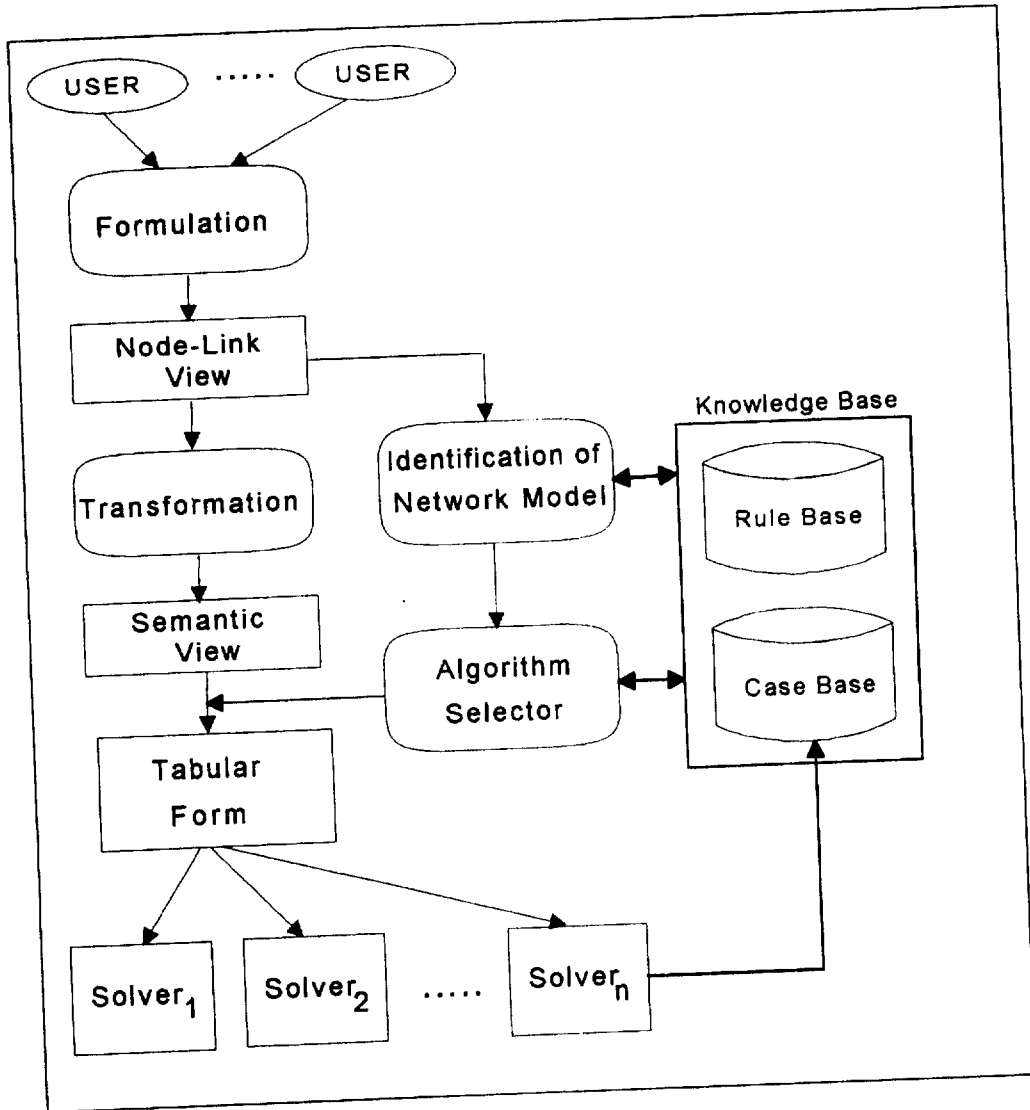 USER ..... USER
Formulation
Node-Link
View
Knowledge Base
Identification of
Network Model
Transformation
Rule Base
Semantic
View
Algorithm
Selector
Case Base
Tabular
Form
Solver1
Solver2
.....
Solvern